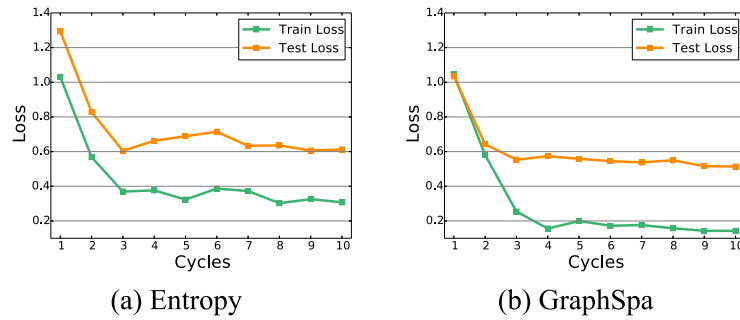 1.4
1.2
1.0
0.8
0.6
0.4
0.2
Loss
Train Loss
Test Loss
1 2 3 4 5 6 7 8 9 10
Cycles
(a) Entropy
1.4
1.2
1.0
0.8
0.6
0.4
0.2
Loss
Train Loss
Test Loss
1 2 3 4 5 6 7 8 9 10
Cycles
(b) GraphSpa